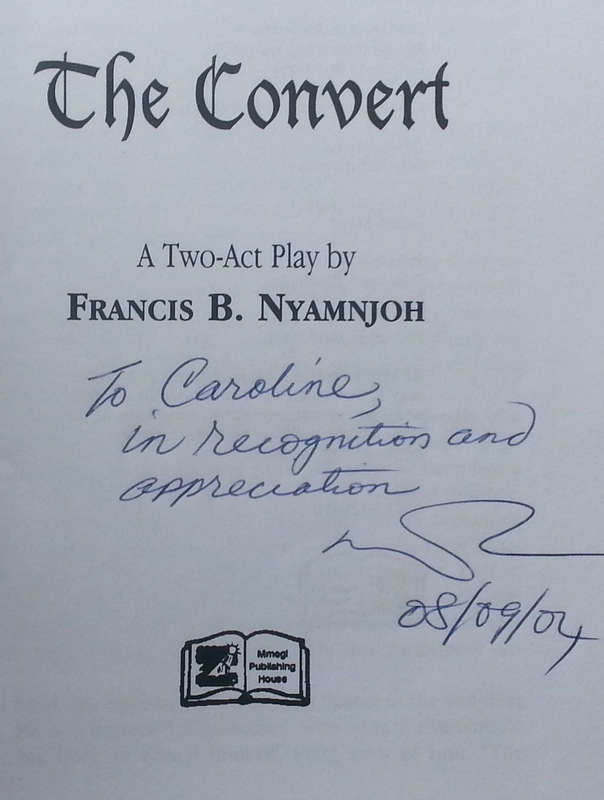 The Convert
A Two-Act Play by
FRANCIS B. NYAMNJOH
To Caroline,
in recognition and
appreciation
08/09/04
Mmegi
Publishing
House